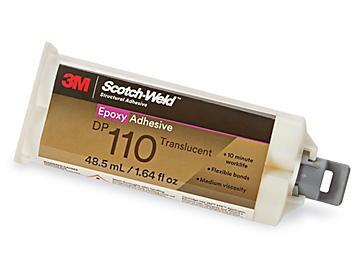 3M Scotch-Weld™
Structural Adhesive
Epoxy Adhesive
DP 110 Translucent
48.5 mL / 1.64 fl oz
• 10 minute worklife
• Flexible bonds
• Medium viscosity